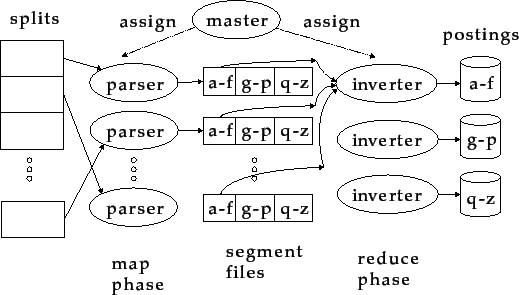 splits
assign
master
assign
postings
parser
a-f g-p q-z
inverter
a-f
parser
a-f g-p q-z
inverter
g-p
parser
a-f g-p q-z
inverter
q-z
map
phase
segment
files
reduce
phase